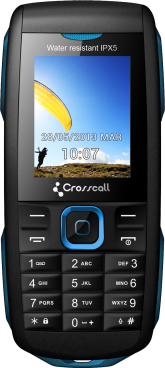 Water resistant IPX5
28/05/2013 MAR
10:07
Crosscall
1 2 ABC DEF 3
4 GHI 5 JKL MNO 6
7 PQRS 8 TUV WXYZ 9
* 0 - + #